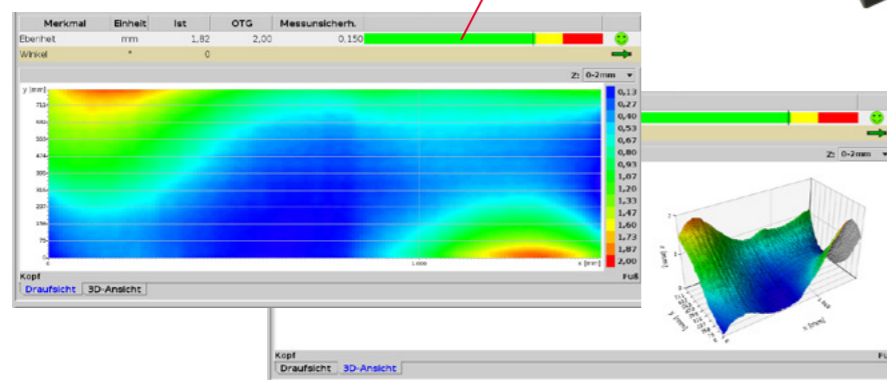 Merkmal Einheit Ist OTG Messunsicherh.
Ebenhet mm 1,82 2,00 0,150
Winkel ° 0
Z: 0-2mm
y [mm]
0,13
0,27
0,40
0,53
0,67
0,80
0,93
1,07
1,20
1,33
1,47
1,60
1,73
1,87
2,00
0 1.000 x [mm]
Kopf Fuß
Draufsicht 3D-Ansicht
Z: 0-2mm
Kopf
Draufsicht 3D-Ansicht